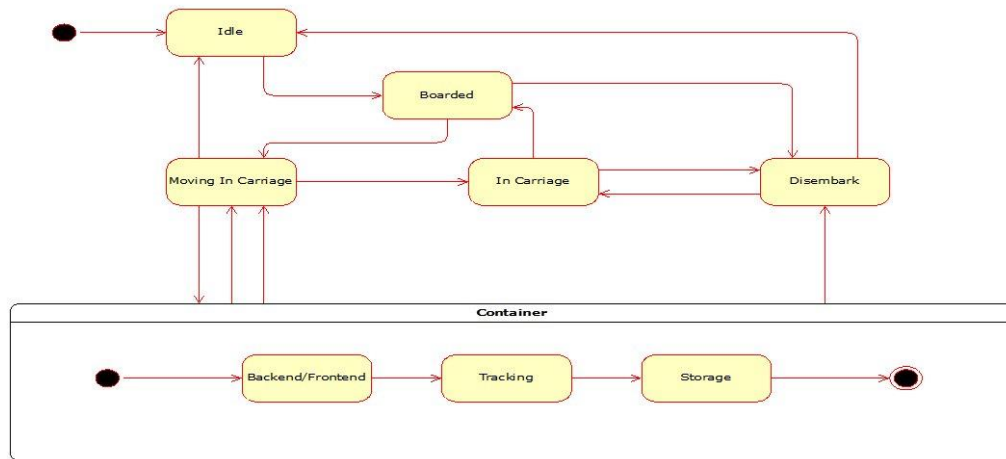 Idle
Boarded
Moving In Carriage
In Carriage
Disembark
Container
Backend/Frontend
Tracking
Storage